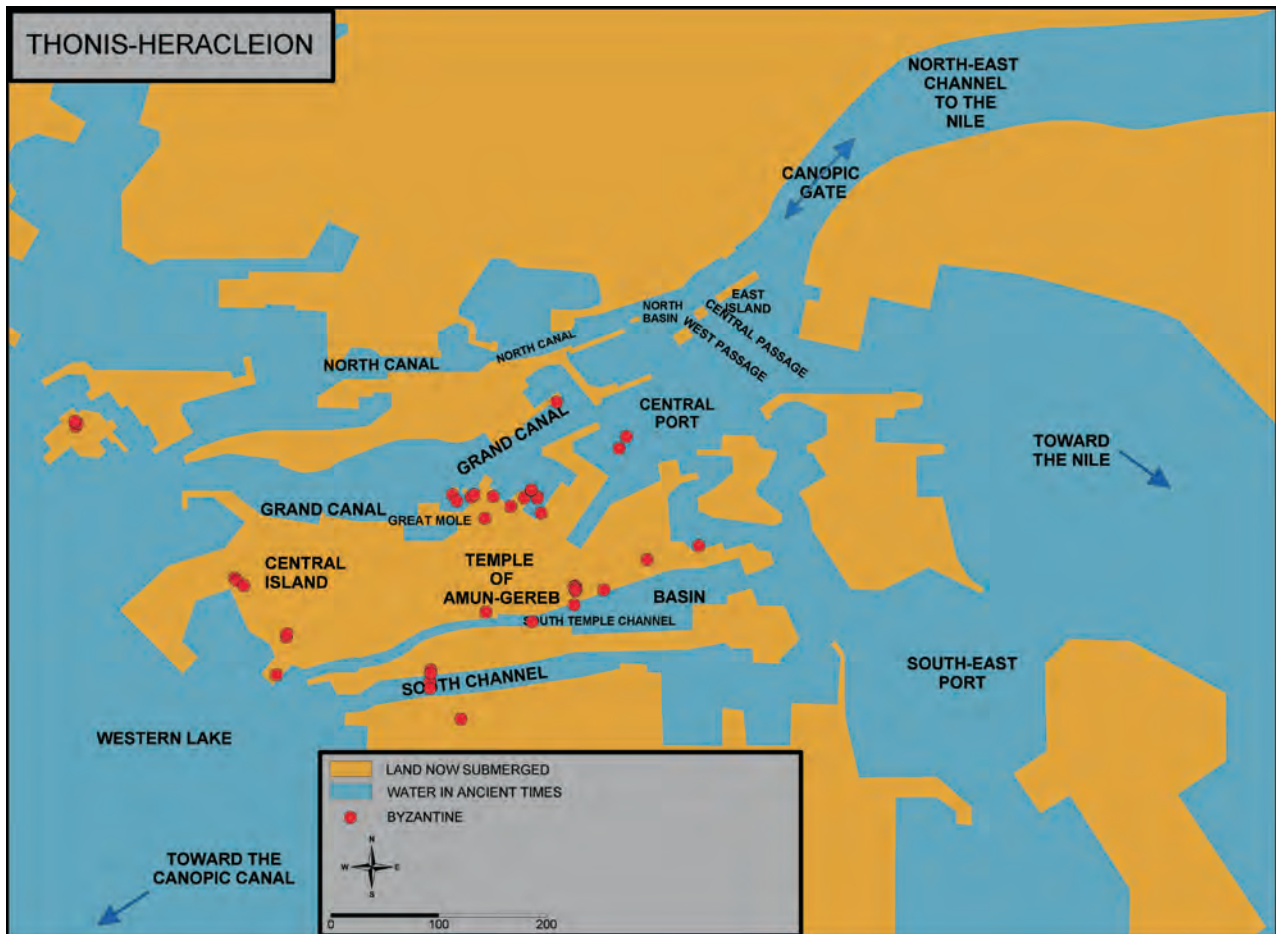 THONIS-HERACLEION
NORTH-EAST
CHANNEL
TO THE
NILE
CANOPIC
GATE
EAST
ISLAND
NORTH
BASIN
CENTRAL PASSAGE
WEST PASSAGE
NORTH CANAL
NORTH CANAL
CENTRAL
PORT
GRAND CANAL
TOWARD
THE NILE
GRAND CANAL
GREAT MOLE
CENTRAL
ISLAND
TEMPLE
OF
AMUN-GEREB
BASIN
SOUTH TEMPLE CHANNEL
SOUTH CHANNEL
SOUTH-EAST
PORT
WESTERN LAKE
LAND NOW SUBMERGED
WATER IN ANCIENT TIMES
BYZANTINE
N
W E
S
0 100 200
TOWARD THE
CANOPIC CANAL